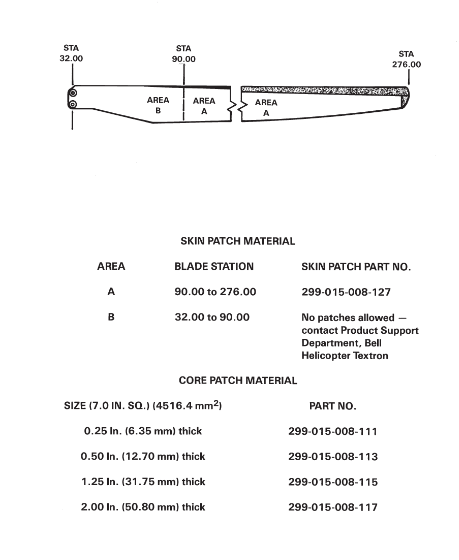 STA
32.00
STA
90.00
STA
276.00
AREA
B
AREA
A
AREA
A
SKIN PATCH MATERIAL
AREA BLADE STATION SKIN PATCH PART NO.
A 90.00 to 276.00 299-015-008-127
B 32.00 to 90.00 No patches allowed —
contact Product Support
Department, Bell
Helicopter Textron
CORE PATCH MATERIAL
SIZE (7.0 IN. SQ.) (4516.4 mm²) PART NO.
0.25 In. (6.35 mm) thick 299-015-008-111
0.50 In. (12.70 mm) thick 299-015-008-113
1.25 In. (31.75 mm) thick 299-015-008-115
2.00 In. (50.80 mm) thick 299-015-008-117